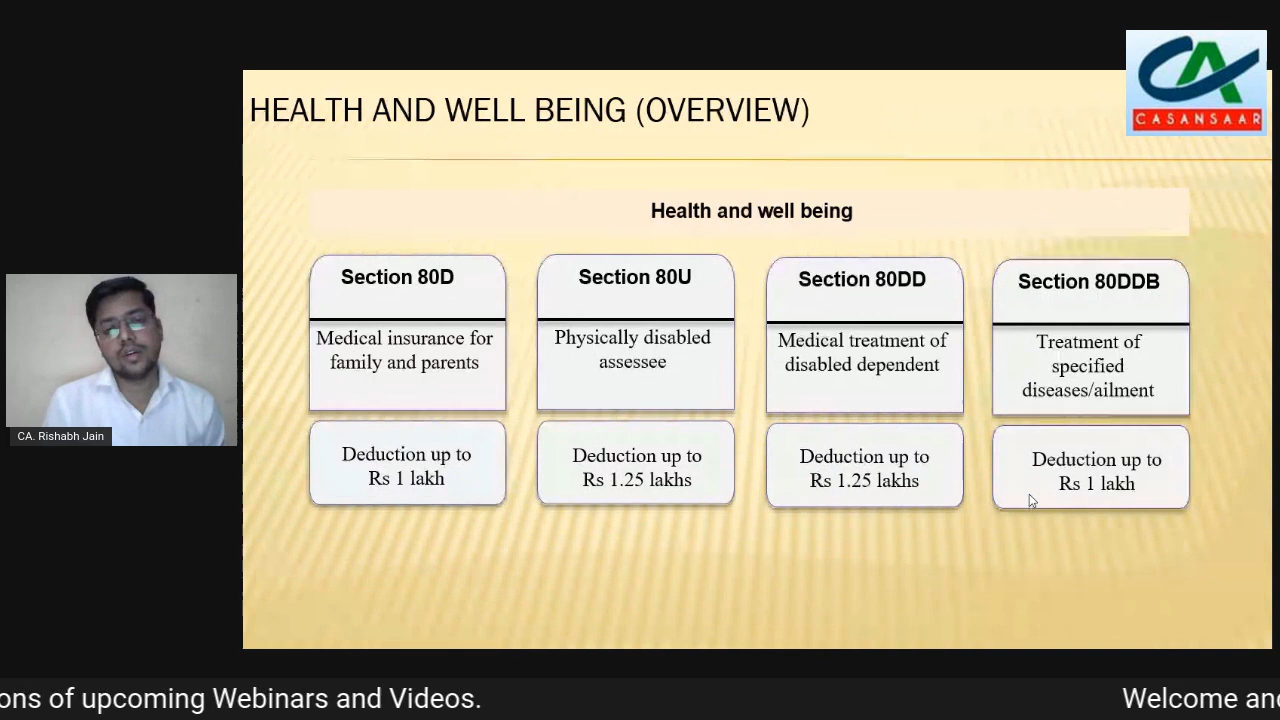 CASANSAAR
HEALTH AND WELL BEING (OVERVIEW)
Health and well being
Section 80D
Medical insurance for
family and parents
Deduction up to
Rs 1 lakh
Section 80U
Physically disabled
assessee
Deduction up to
Rs 1.25 lakhs
Section 80DD
Medical treatment of
disabled dependent
Deduction up to
Rs 1.25 lakhs
Section 80DDB
Treatment of
specified
diseases/ailment
Deduction up to
Rs 1 lakh
CA. Rishabh Jain
ons of upcoming Webinars and Videos.
Welcome and